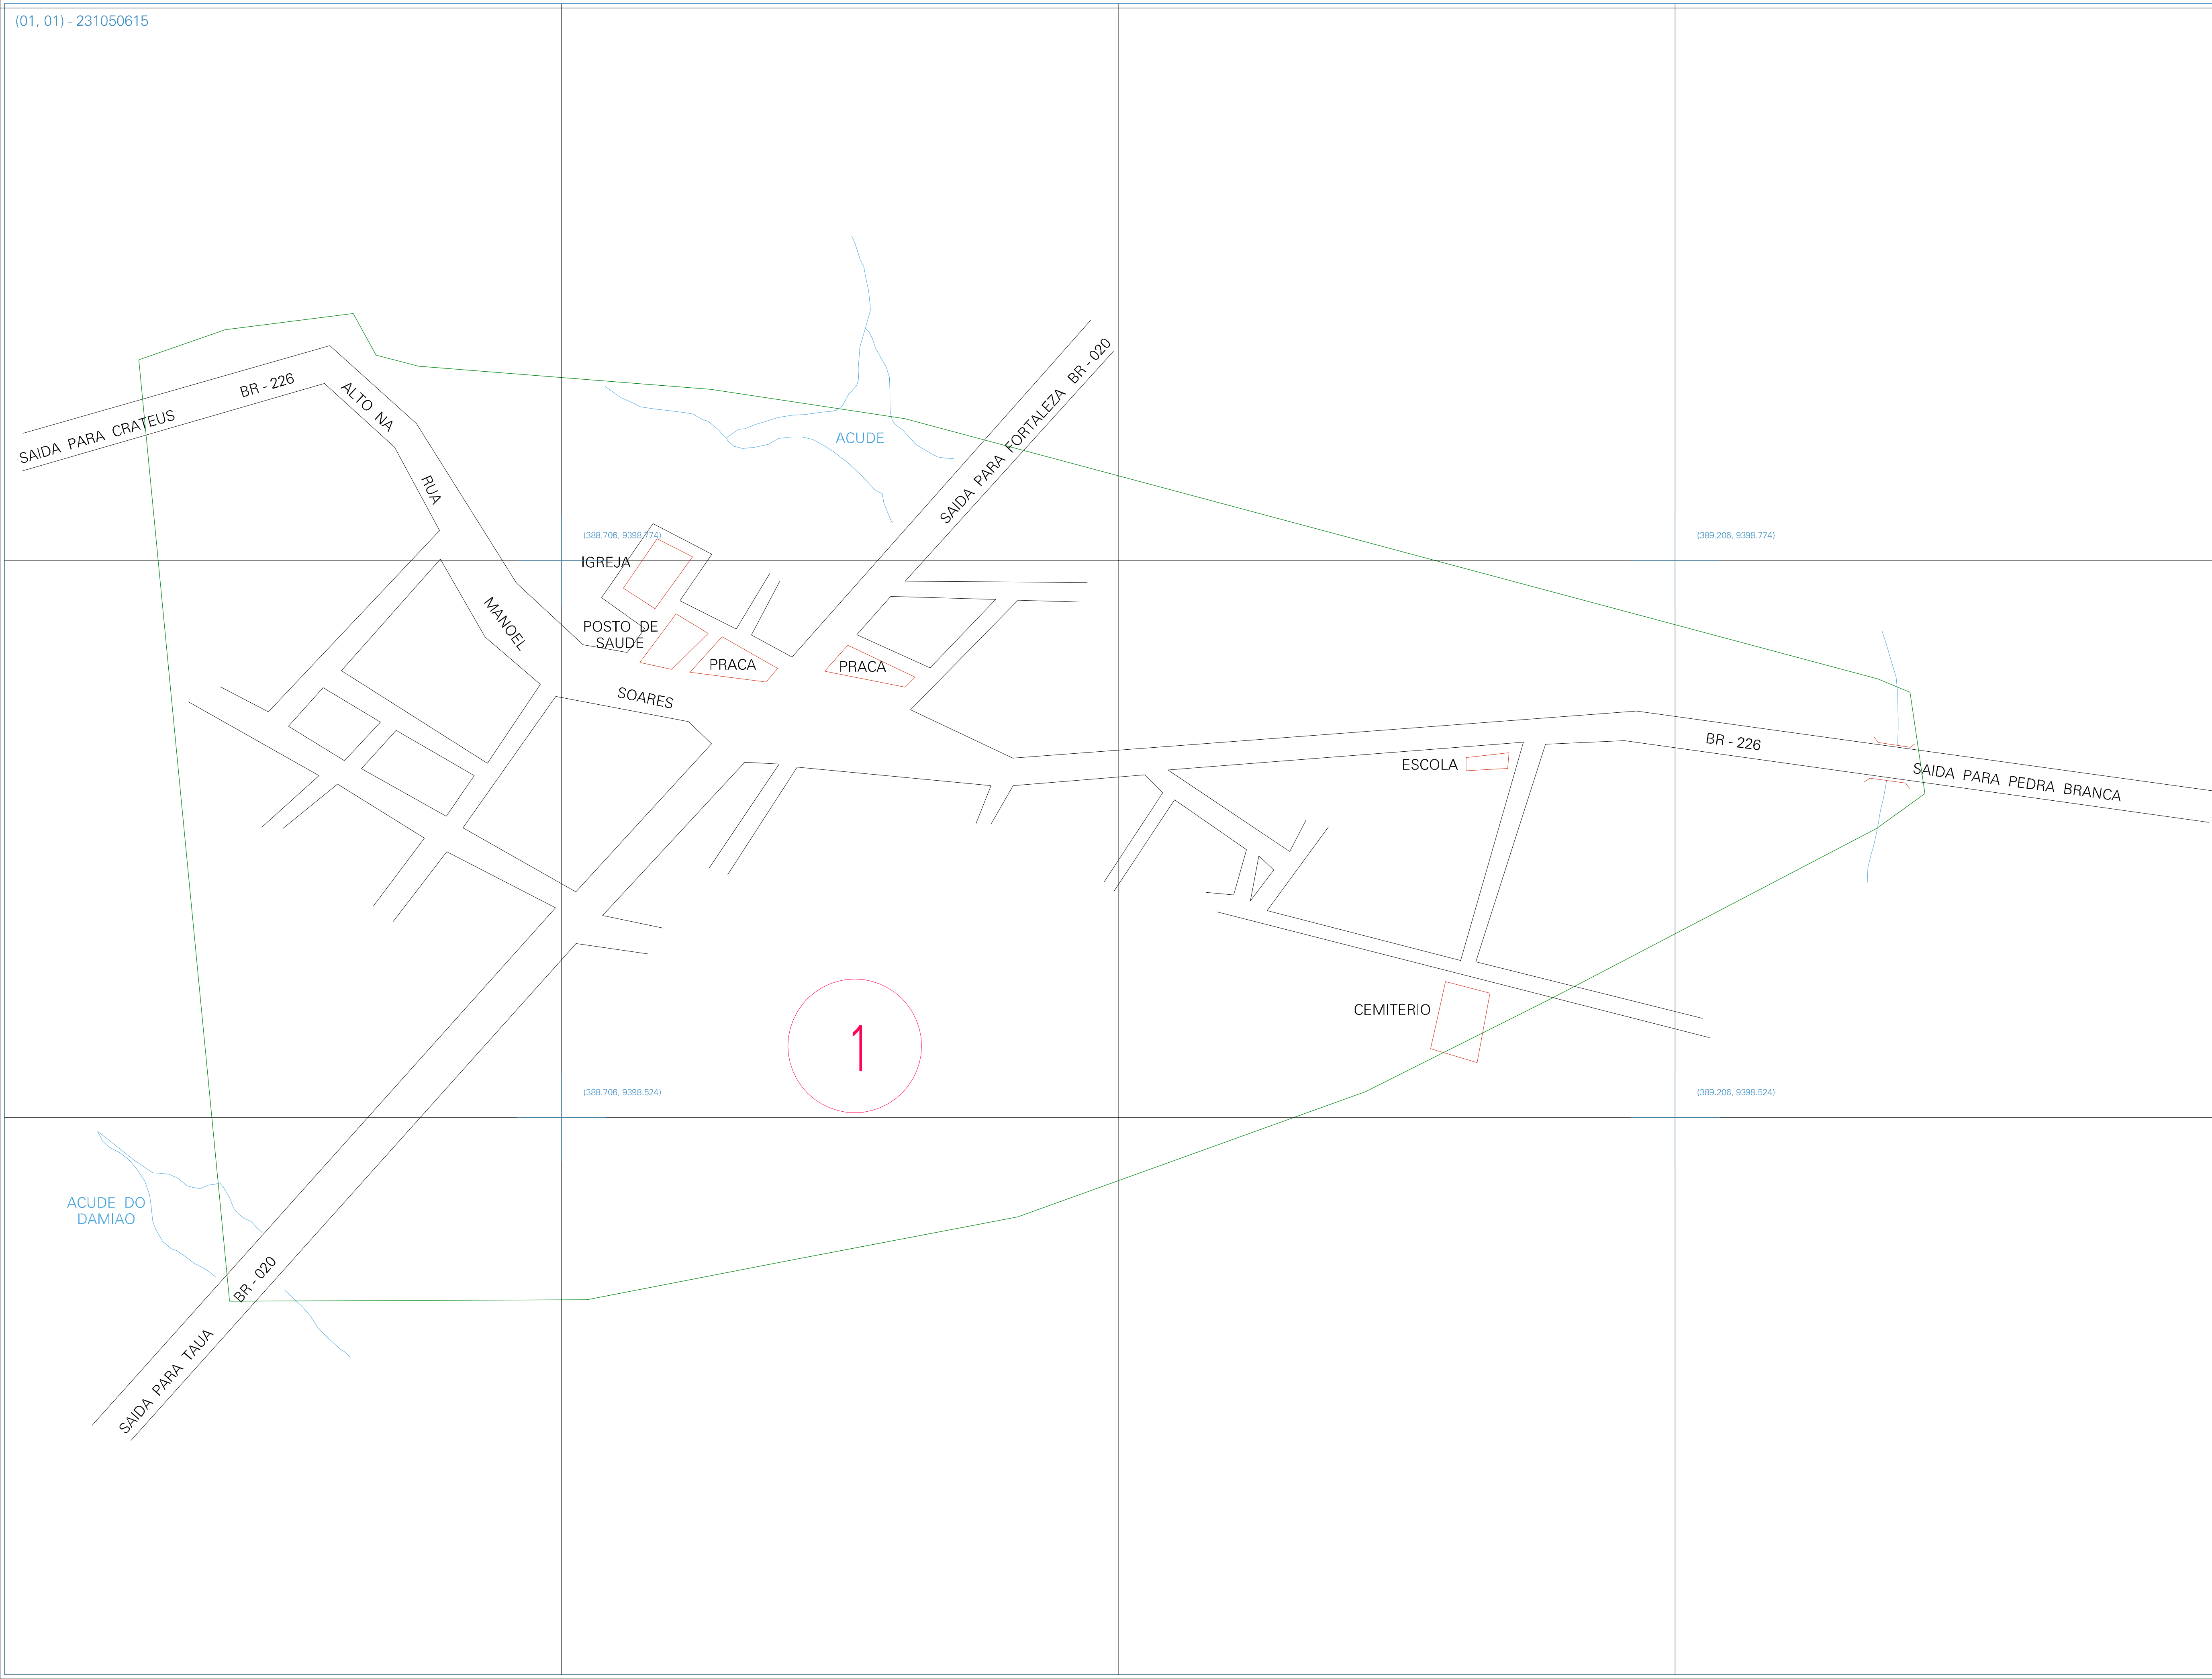 (01, 01) - 231050615
SAIDA PARA CRATEUS
BR - 226
ALTO NA
RUA
MANOEL
SOARES
ACUDE
SAIDA PARA FORTALEZA BR - 020
(388.706, 9398.774)
(389.206, 9398.774)
IGREJA
POSTO DE
SAUDE
PRACA
PRACA
ESCOLA
BR - 226
SAIDA PARA PEDRA BRANCA
CEMITERIO
1
(388.706, 9398.524)
(389.206, 9398.524)
ACUDE DO
DAMIAO
BR - 020
SAIDA PARA TAUA